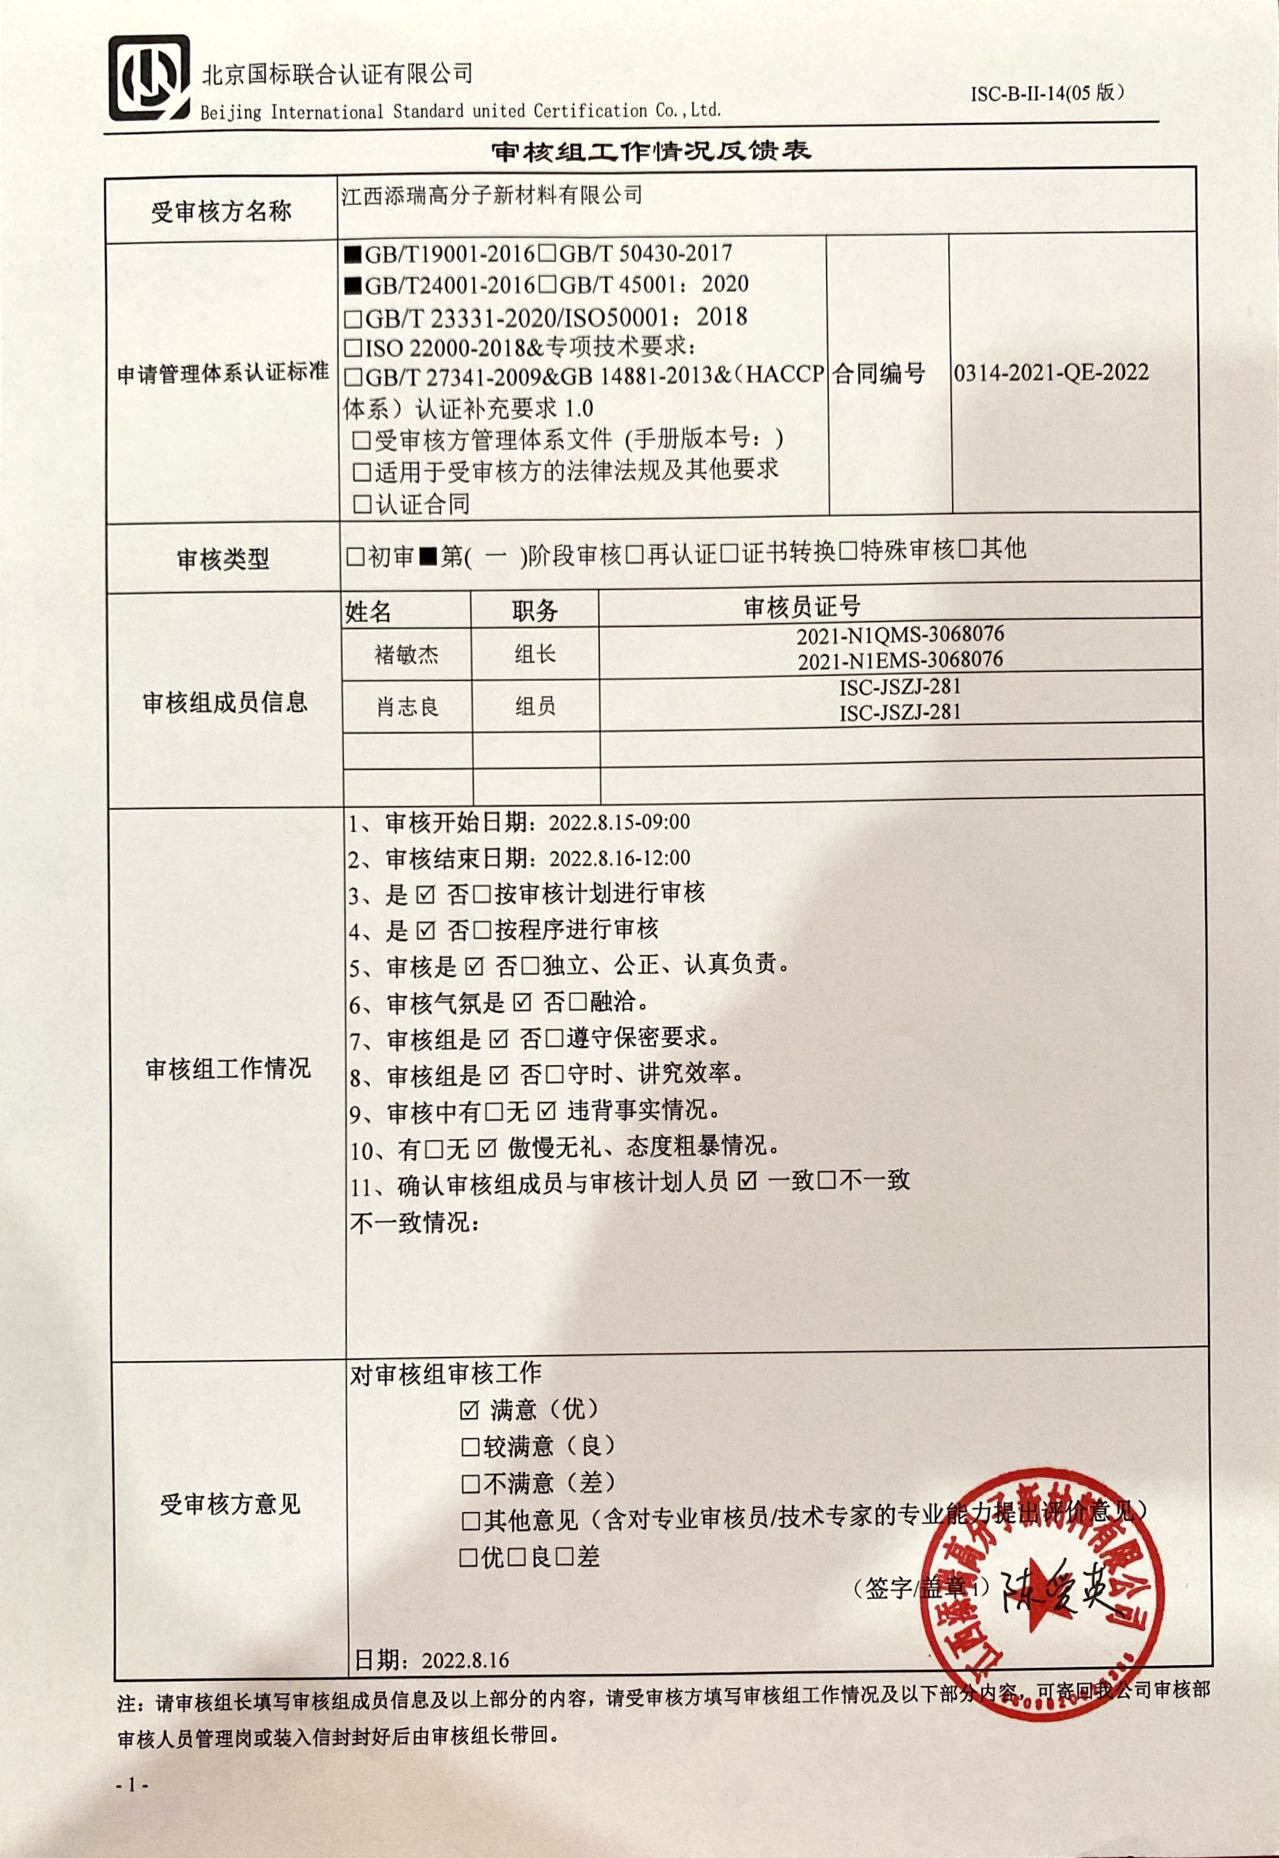 北京国标联合认证有限公司
Beijing International Standard united Certification Co.,Ltd.
ISC-B-II-14(05 版）
审核组工作情况反馈表
受审核方名称
江西添瑞高分子新材料有限公司
申请管理体系认证标准
■GB/T19001-2016□GB/T 50430-2017
■GB/T24001-2016□GB/T 45001：2020
□GB/T 23331-2020/ISO50001：2018
□ISO 22000-2018&专项技术要求：
□GB/T 27341-2009&GB 14881-2013&（HACCP
体系）认证补充要求 1.0
□受审核方管理体系文件（手册版本号：）
□适用于受审核方的法律法规及其他要求
□认证合同
合同编号
0314-2021-QE-2022
审核类型
□初审■第( 一 )阶段审核□再认证□证书转换□特殊审核□其他
审核组成员信息
姓名 职务 审核员证号
褚敏杰 组长 2021-N1QMS-3068076
2021-N1EMS-3068076
肖志良 组员 ISC-JSZJ-281
ISC-JSZJ-281
审核组工作情况
1、审核开始日期：2022.8.15-09:00
2、审核结束日期：2022.8.16-12:00
3、是 ☑ 否□按审核计划进行审核
4、是 ☑ 否□按程序进行审核
5、审核是 ☑ 否□独立、公正、认真负责。
6、审核气氛是 ☑ 否□融洽。
7、审核组是 ☑ 否□遵守保密要求。
8、审核组是 ☑ 否□守时、讲究效率。
9、审核中有□无 ☑ 违背事实情况。
10、有□无 ☑ 傲慢无礼、态度粗暴情况。
11、确认审核组成员与审核计划人员 ☑ 一致□不一致
不一致情况：
受审核方意见
对审核组审核工作
☑ 满意（优）
□较满意（良）
□不满意（差）
□其他意见（含对专业审核员/技术专家的专业能力提出评价意见）
□优□良□差
（签字/盖章i）陈爱英
江西添瑞高分子新材料有限公司
日期：2022.8.16
注：请审核组长填写审核组成员信息及以上部分的内容，请受审核方填写审核组工作情况及以下部分内容，可寄回我公司审核部
审核人员管理岗或装入信封封好后由审核组长带回。
- 1 -